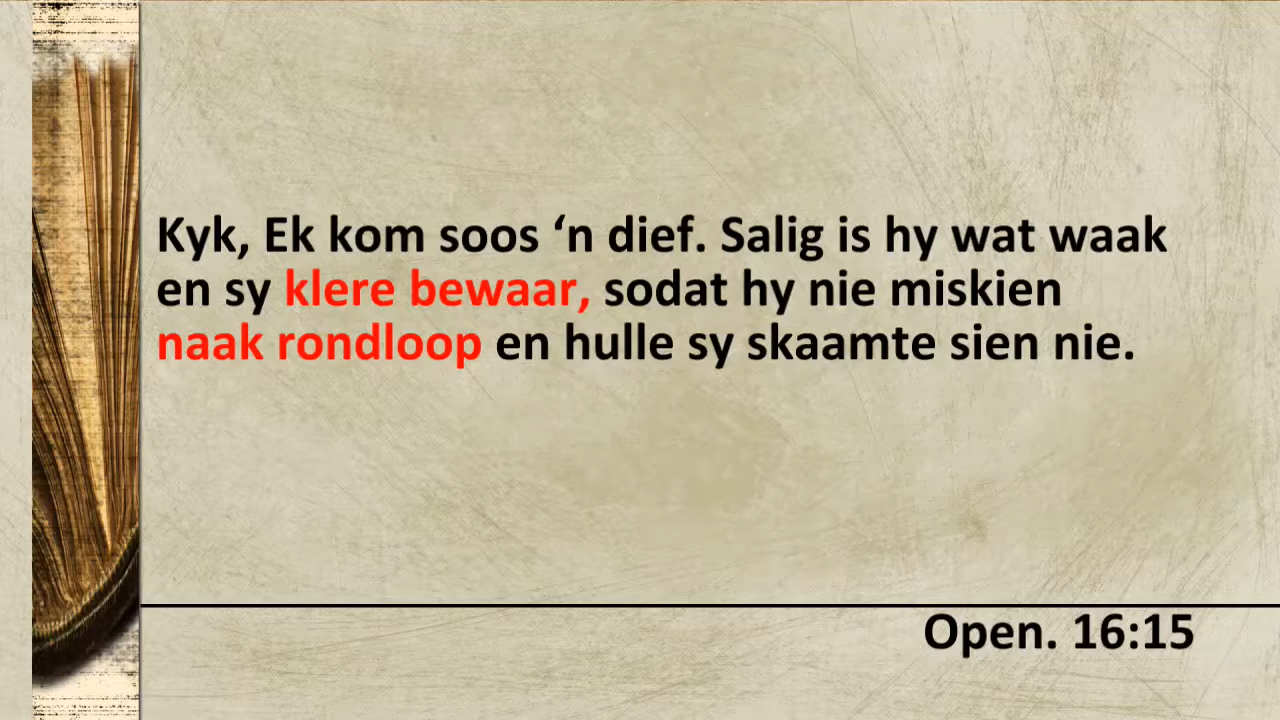 Kyk, Ek kom soos ‘n dief. Salig is hy wat waak
en sy klere bewaar, sodat hy nie miskien
naak rondloop en hulle sy skaamte sien nie.
Open. 16:15